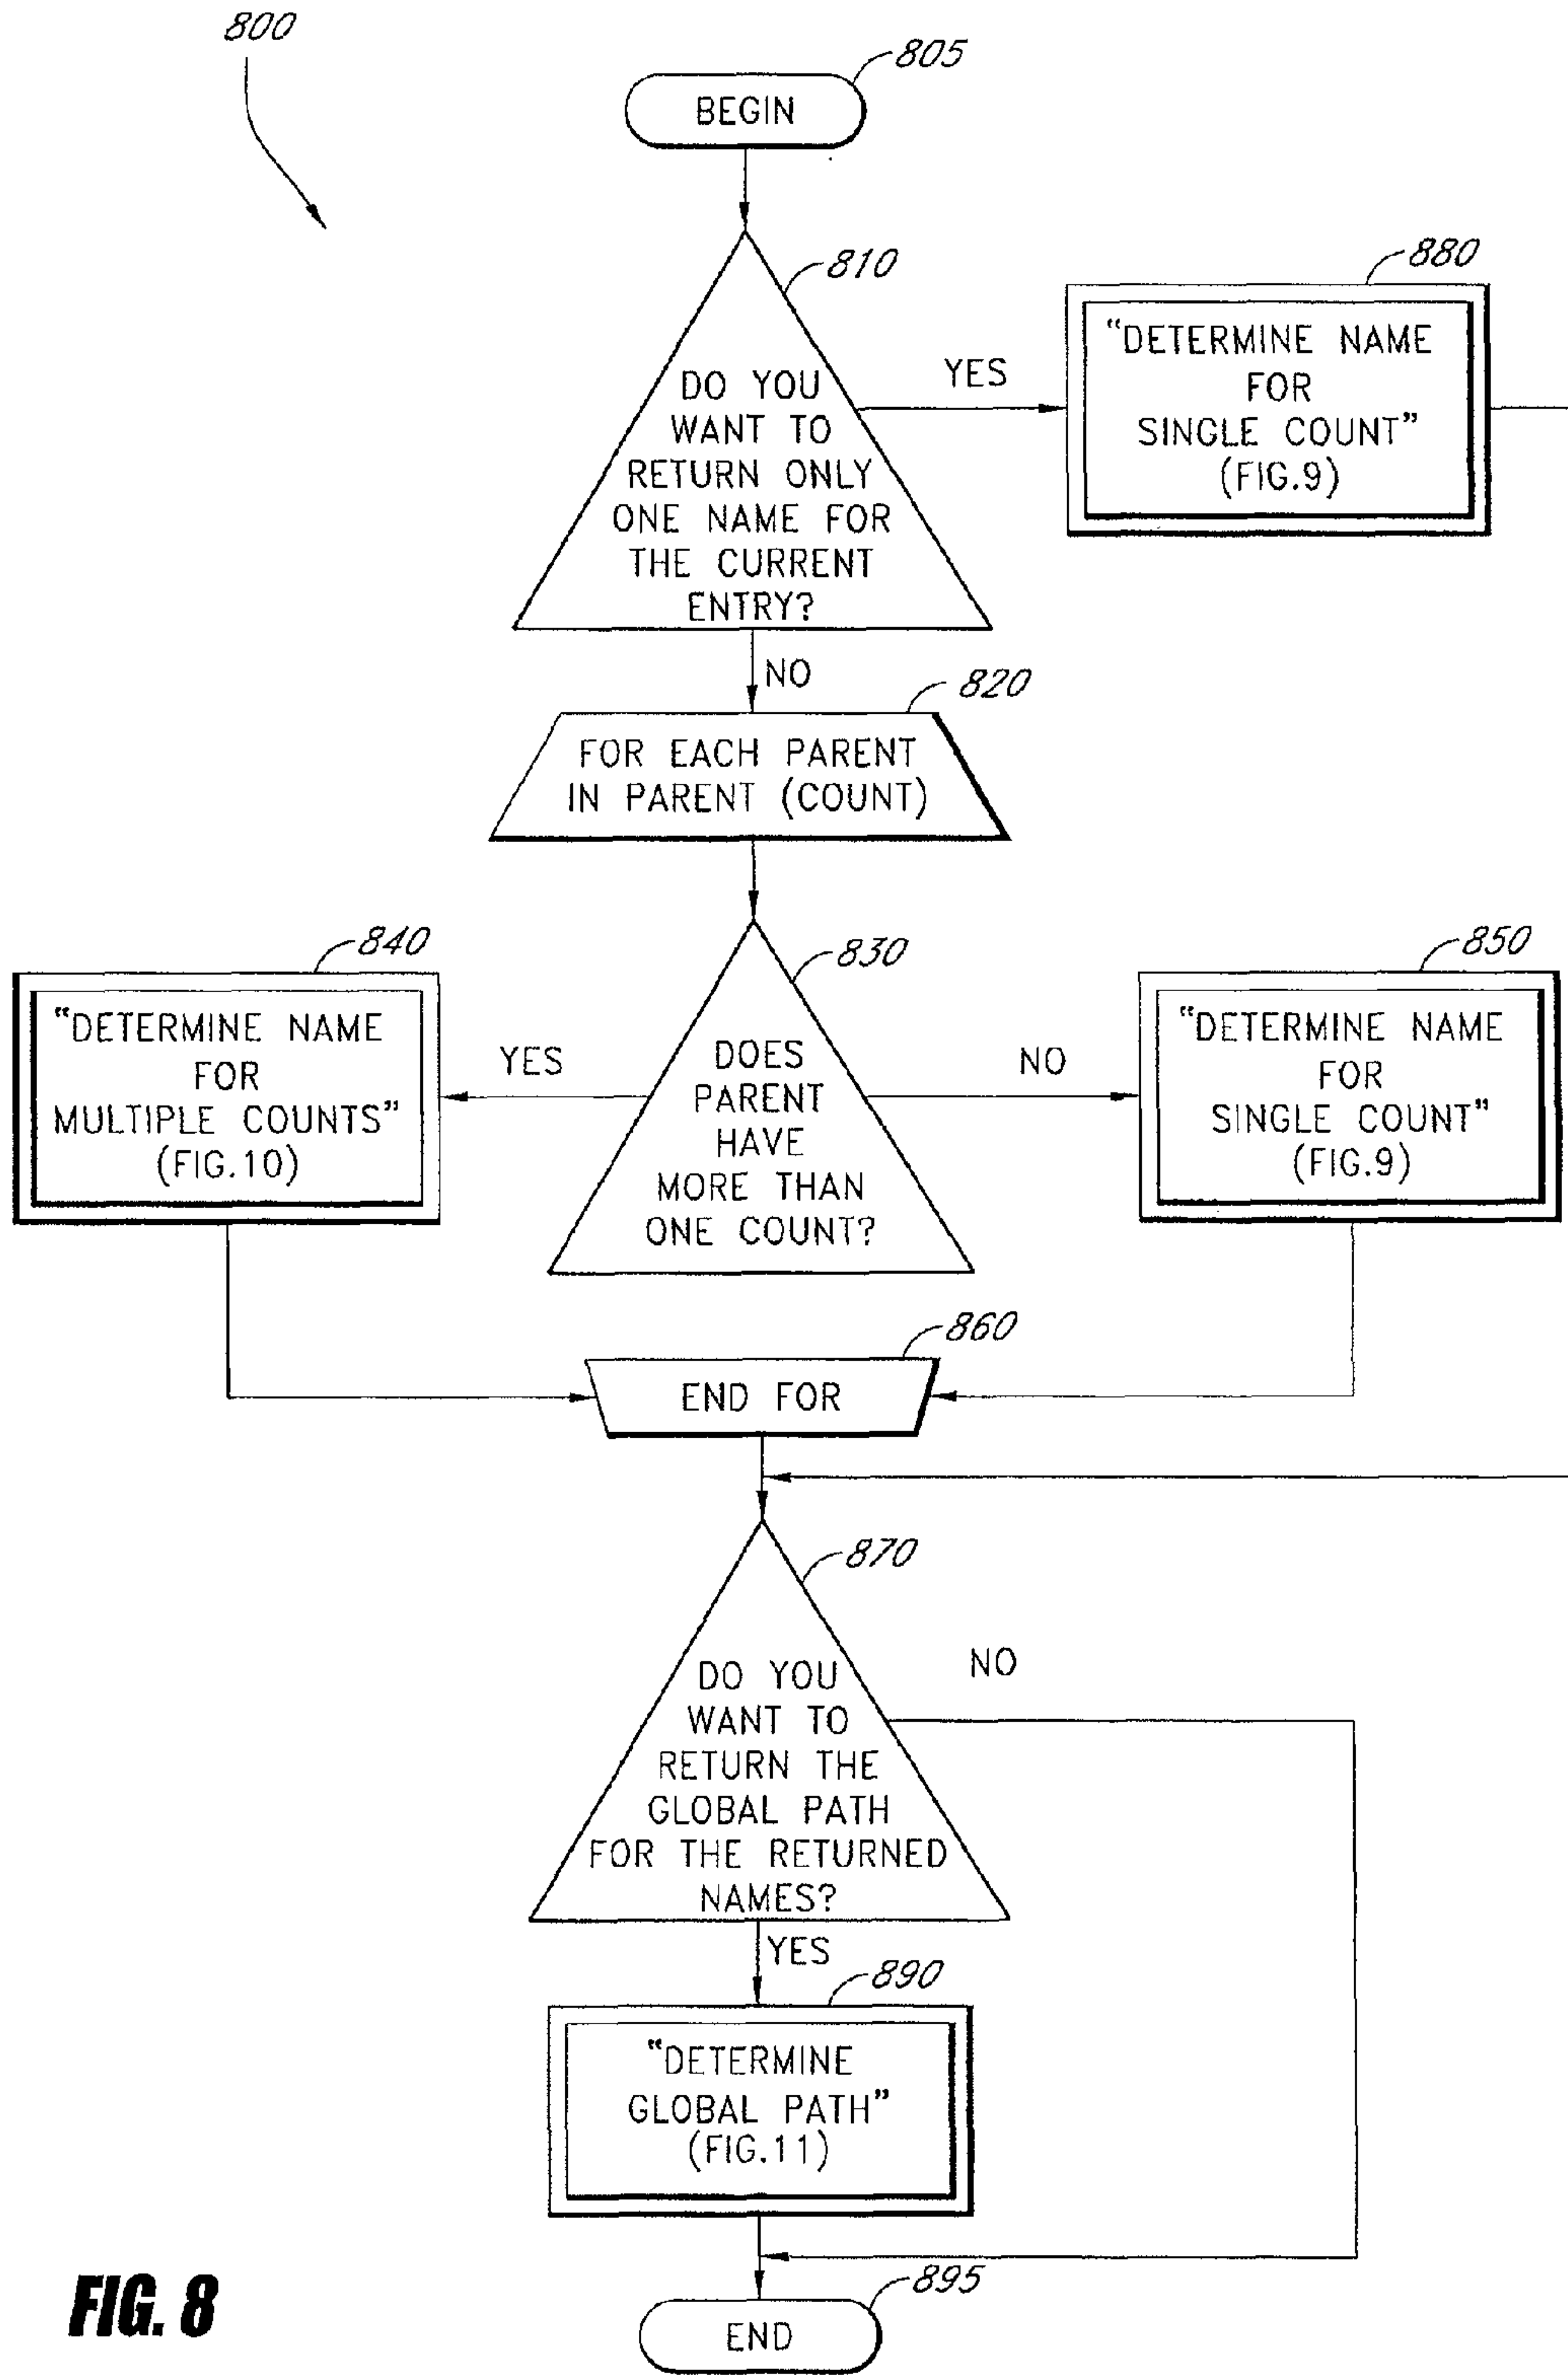 800
805
BEGIN
810
DO YOU
WANT TO
RETURN ONLY
ONE NAME FOR
THE CURRENT
ENTRY?
YES
880
"DETERMINE NAME
FOR
SINGLE COUNT"
(FIG.9)
NO
820
FOR EACH PARENT
IN PARENT (COUNT)
830
DOES
PARENT
HAVE
MORE THAN
ONE COUNT?
YES
840
"DETERMINE NAME
FOR
MULTIPLE COUNTS"
(FIG.10)
NO
850
"DETERMINE NAME
FOR
SINGLE COUNT"
(FIG.9)
860
END FOR
870
DO YOU
WANT TO
RETURN THE
GLOBAL PATH
FOR THE RETURNED
NAMES?
NO
YES
890
"DETERMINE
GLOBAL PATH"
(FIG.11)
895
END
FIG. 8